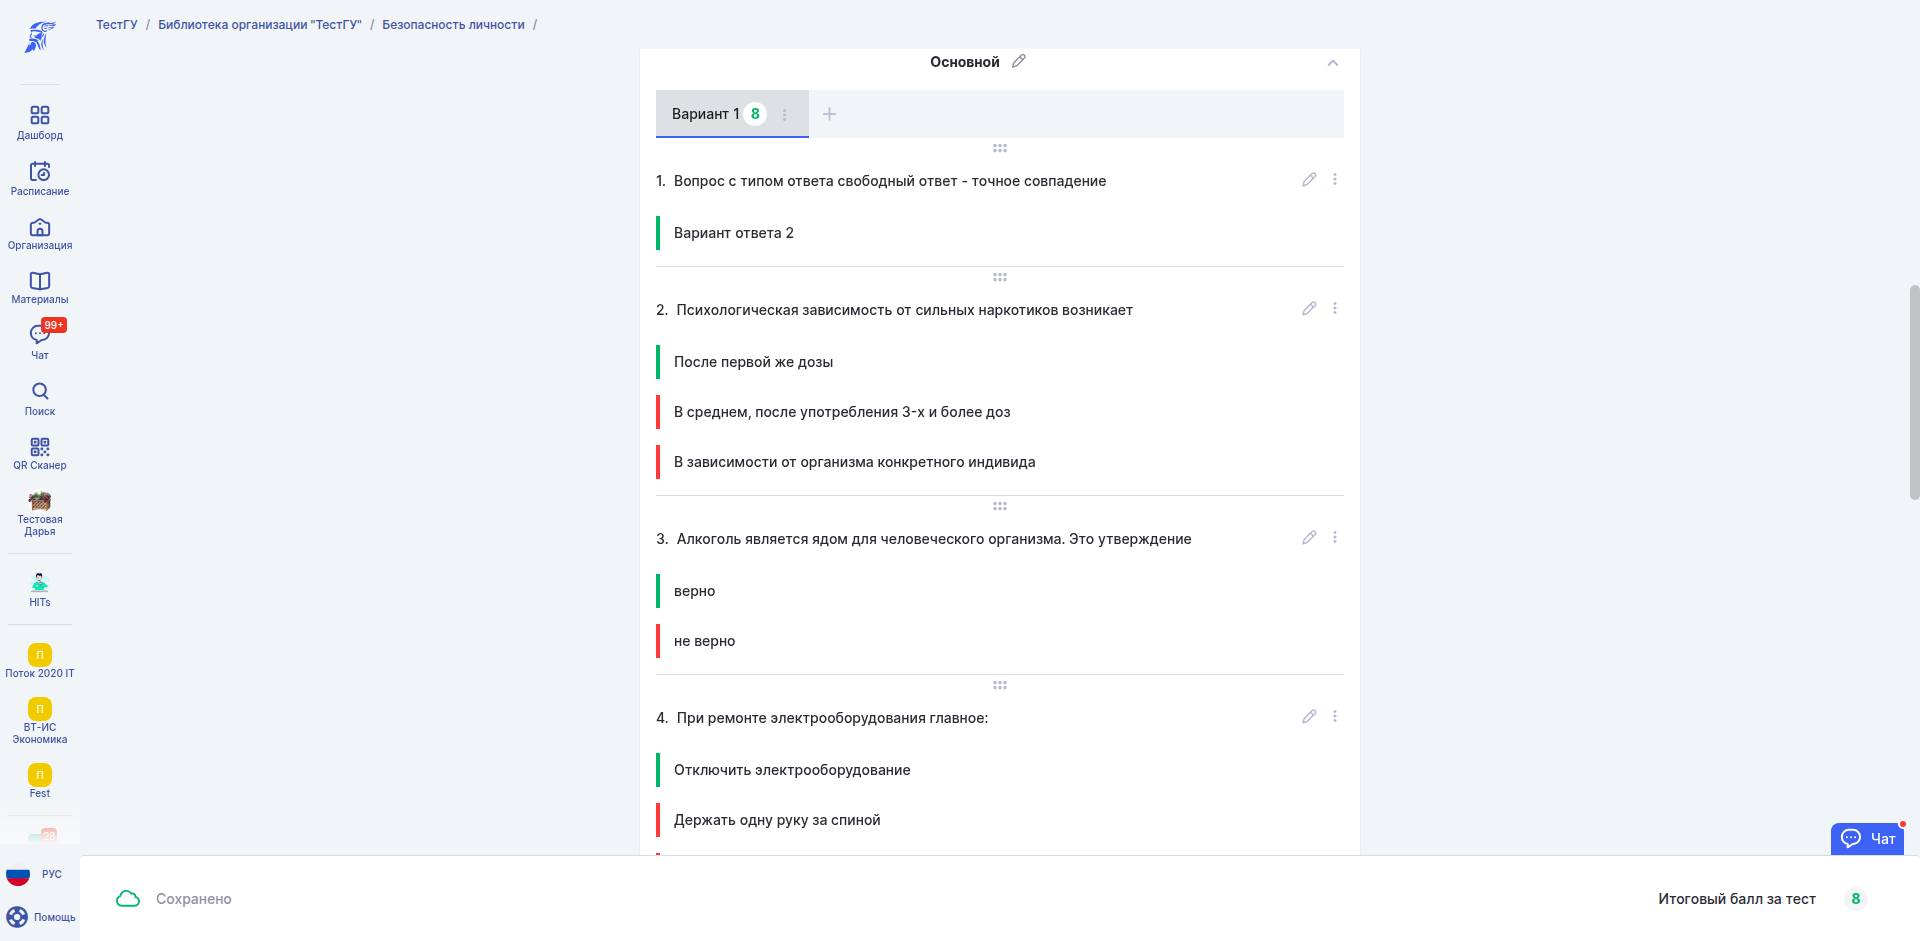 ТестГУ / Библиотека организации "ТестГУ" / Безопасность личности /
Дашборд
Расписание
Организация
Материалы
99+
Чат
Поиск
QR Сканер
Тестовая
Дарья
HITs
П
Поток 2020 IT
П
ВТ-ИС
Экономика
П
Fest
28
РУС
Помощь
Основной
Вариант 1 8
1. Вопрос с типом ответа свободный ответ - точное совпадение
Вариант ответа 2
2. Психологическая зависимость от сильных наркотиков возникает
После первой же дозы
В среднем, после употребления 3-х и более доз
В зависимости от организма конкретного индивида
3. Алкоголь является ядом для человеческого организма. Это утверждение
верно
не верно
4. При ремонте электрооборудования главное:
Отключить электрооборудование
Держать одну руку за спиной
Чат
Сохранено
Итоговый балл за тест 8